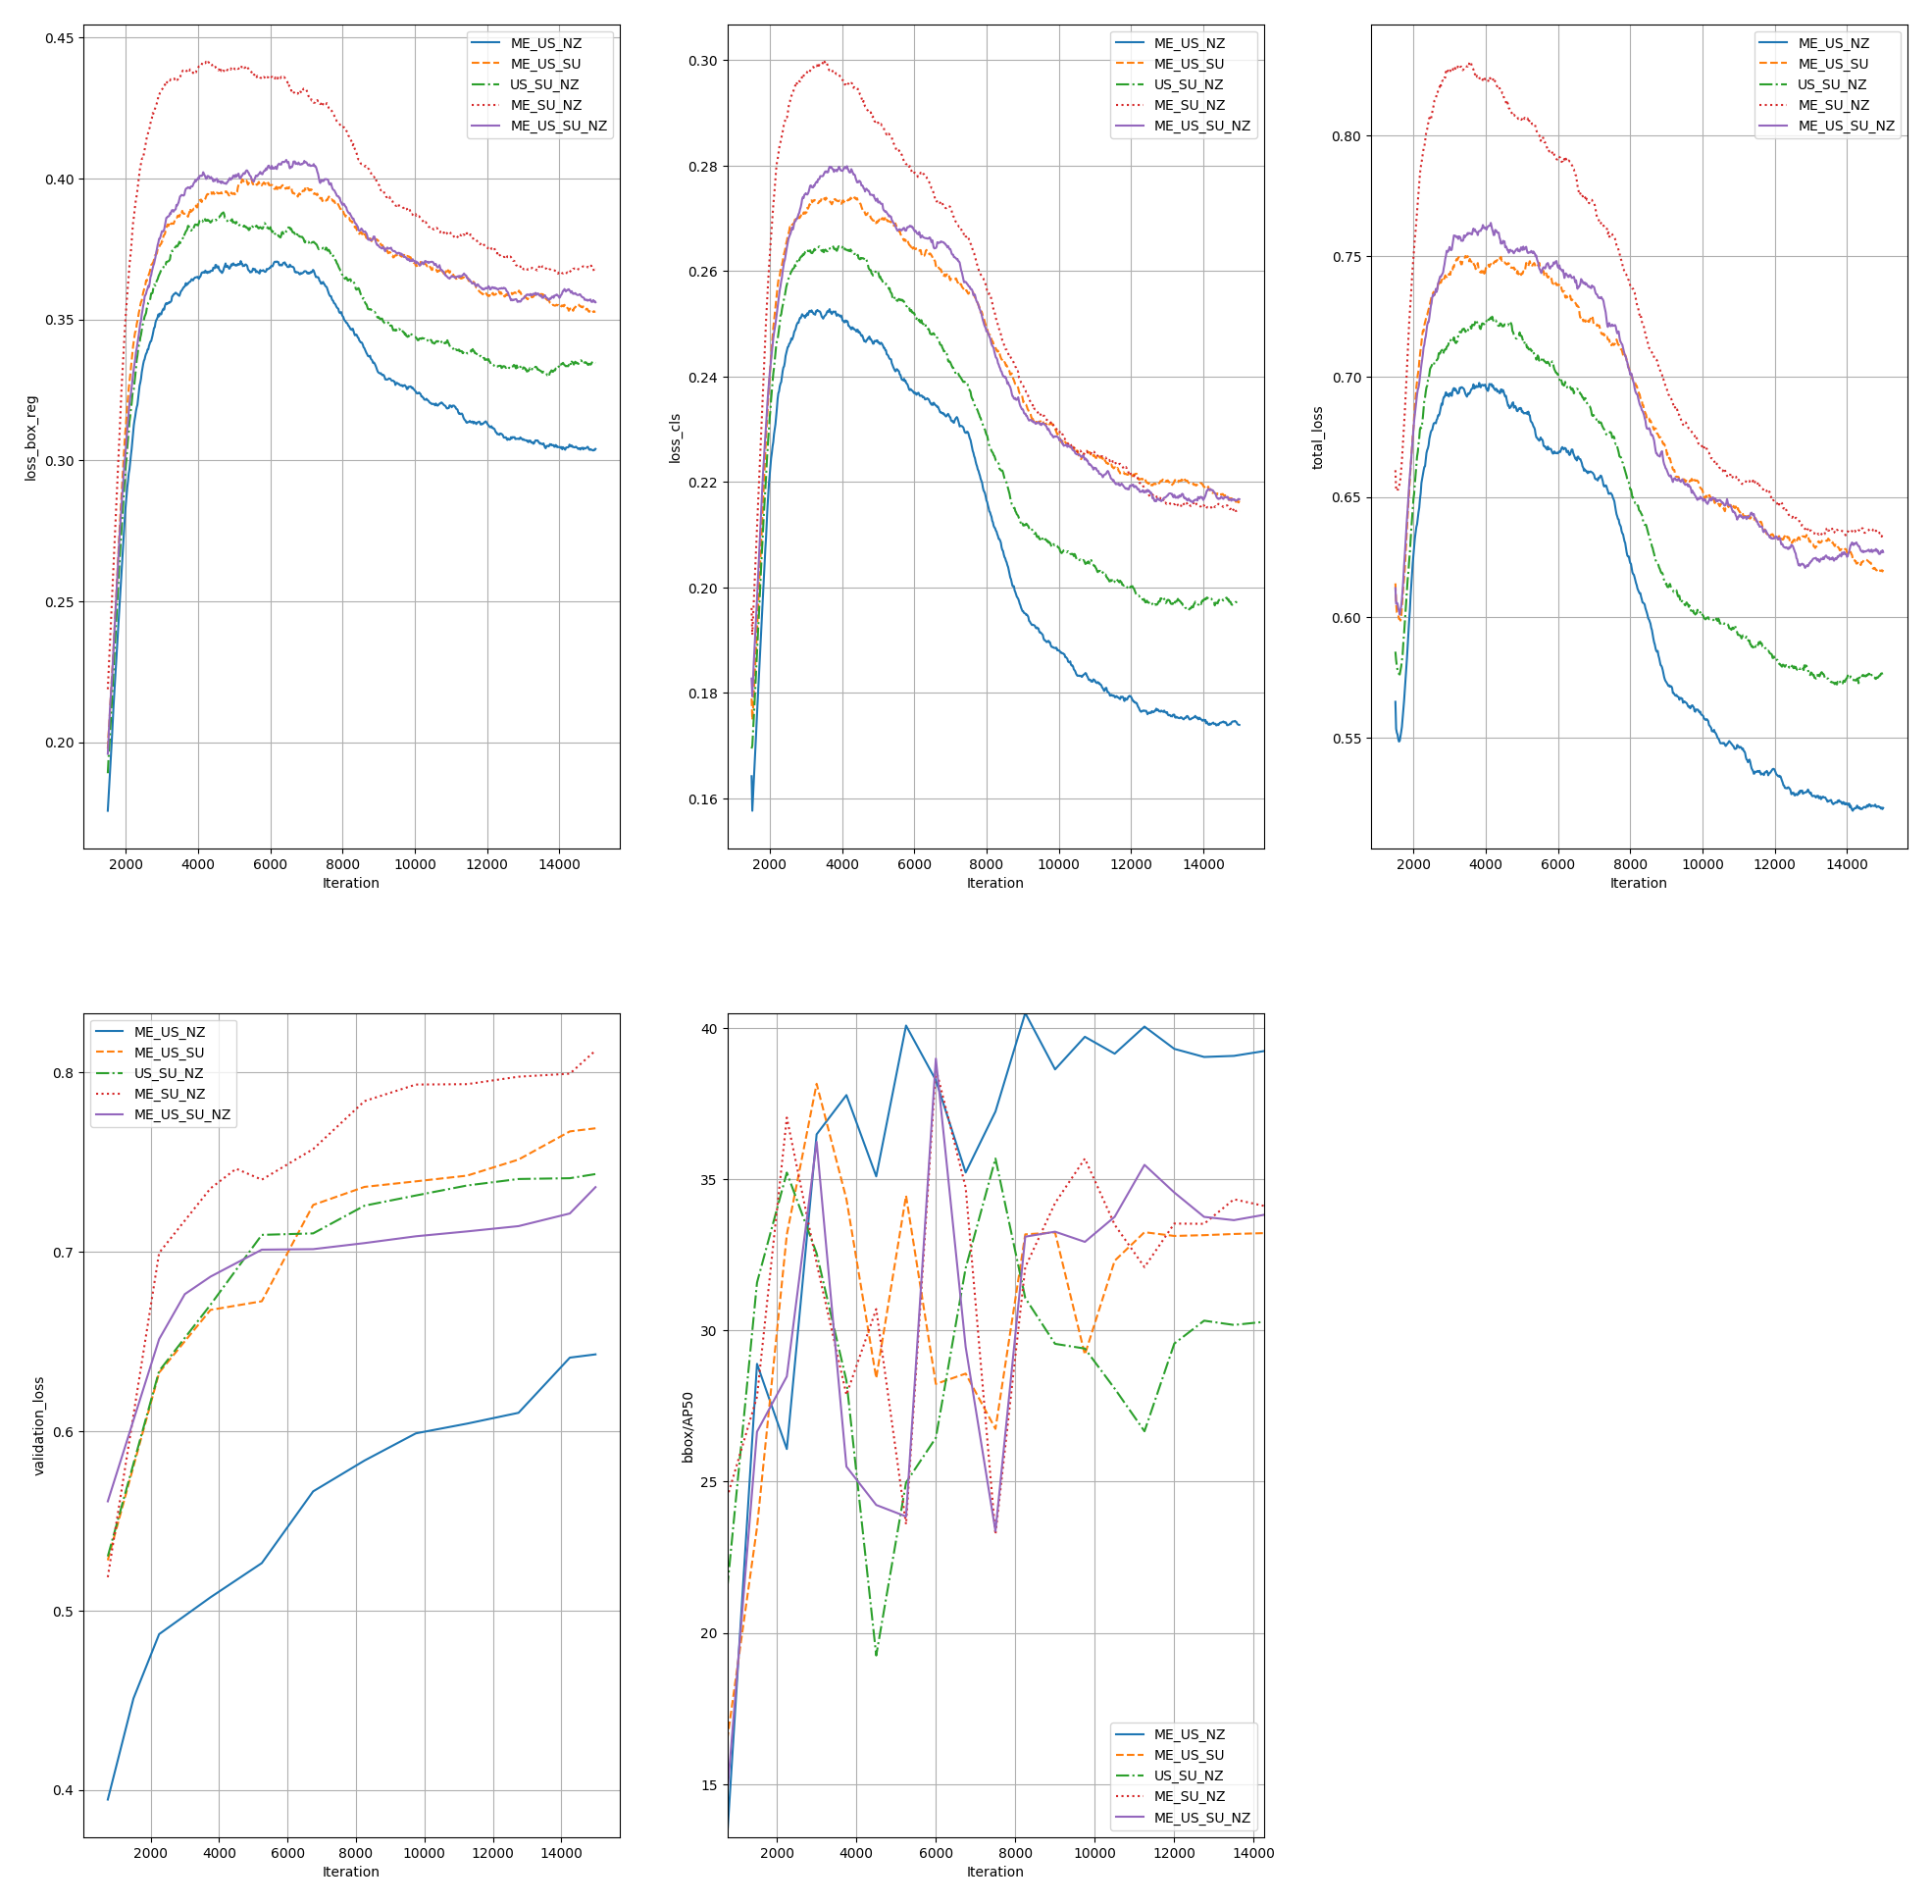 0.45
0.40
0.35
0.30
0.25
0.20
loss_box_reg
2000 4000 6000 8000 10000 12000 14000
Iteration
ME_US_NZ
ME_US_SU
US_SU_NZ
ME_SU_NZ
ME_US_SU_NZ
0.30
0.28
0.26
0.24
0.22
0.20
0.18
0.16
loss_cls
2000 4000 6000 8000 10000 12000 14000
Iteration
ME_US_NZ
ME_US_SU
US_SU_NZ
ME_SU_NZ
ME_US_SU_NZ
0.80
0.75
0.70
0.65
0.60
0.55
total_loss
2000 4000 6000 8000 10000 12000 14000
Iteration
ME_US_NZ
ME_US_SU
US_SU_NZ
ME_SU_NZ
ME_US_SU_NZ
0.8
0.7
0.6
0.5
0.4
validation_loss
2000 4000 6000 8000 10000 12000 14000
Iteration
ME_US_NZ
ME_US_SU
US_SU_NZ
ME_SU_NZ
ME_US_SU_NZ
40
35
30
25
20
15
bbox/AP50
2000 4000 6000 8000 10000 12000 14000
Iteration
ME_US_NZ
ME_US_SU
US_SU_NZ
ME_SU_NZ
ME_US_SU_NZ